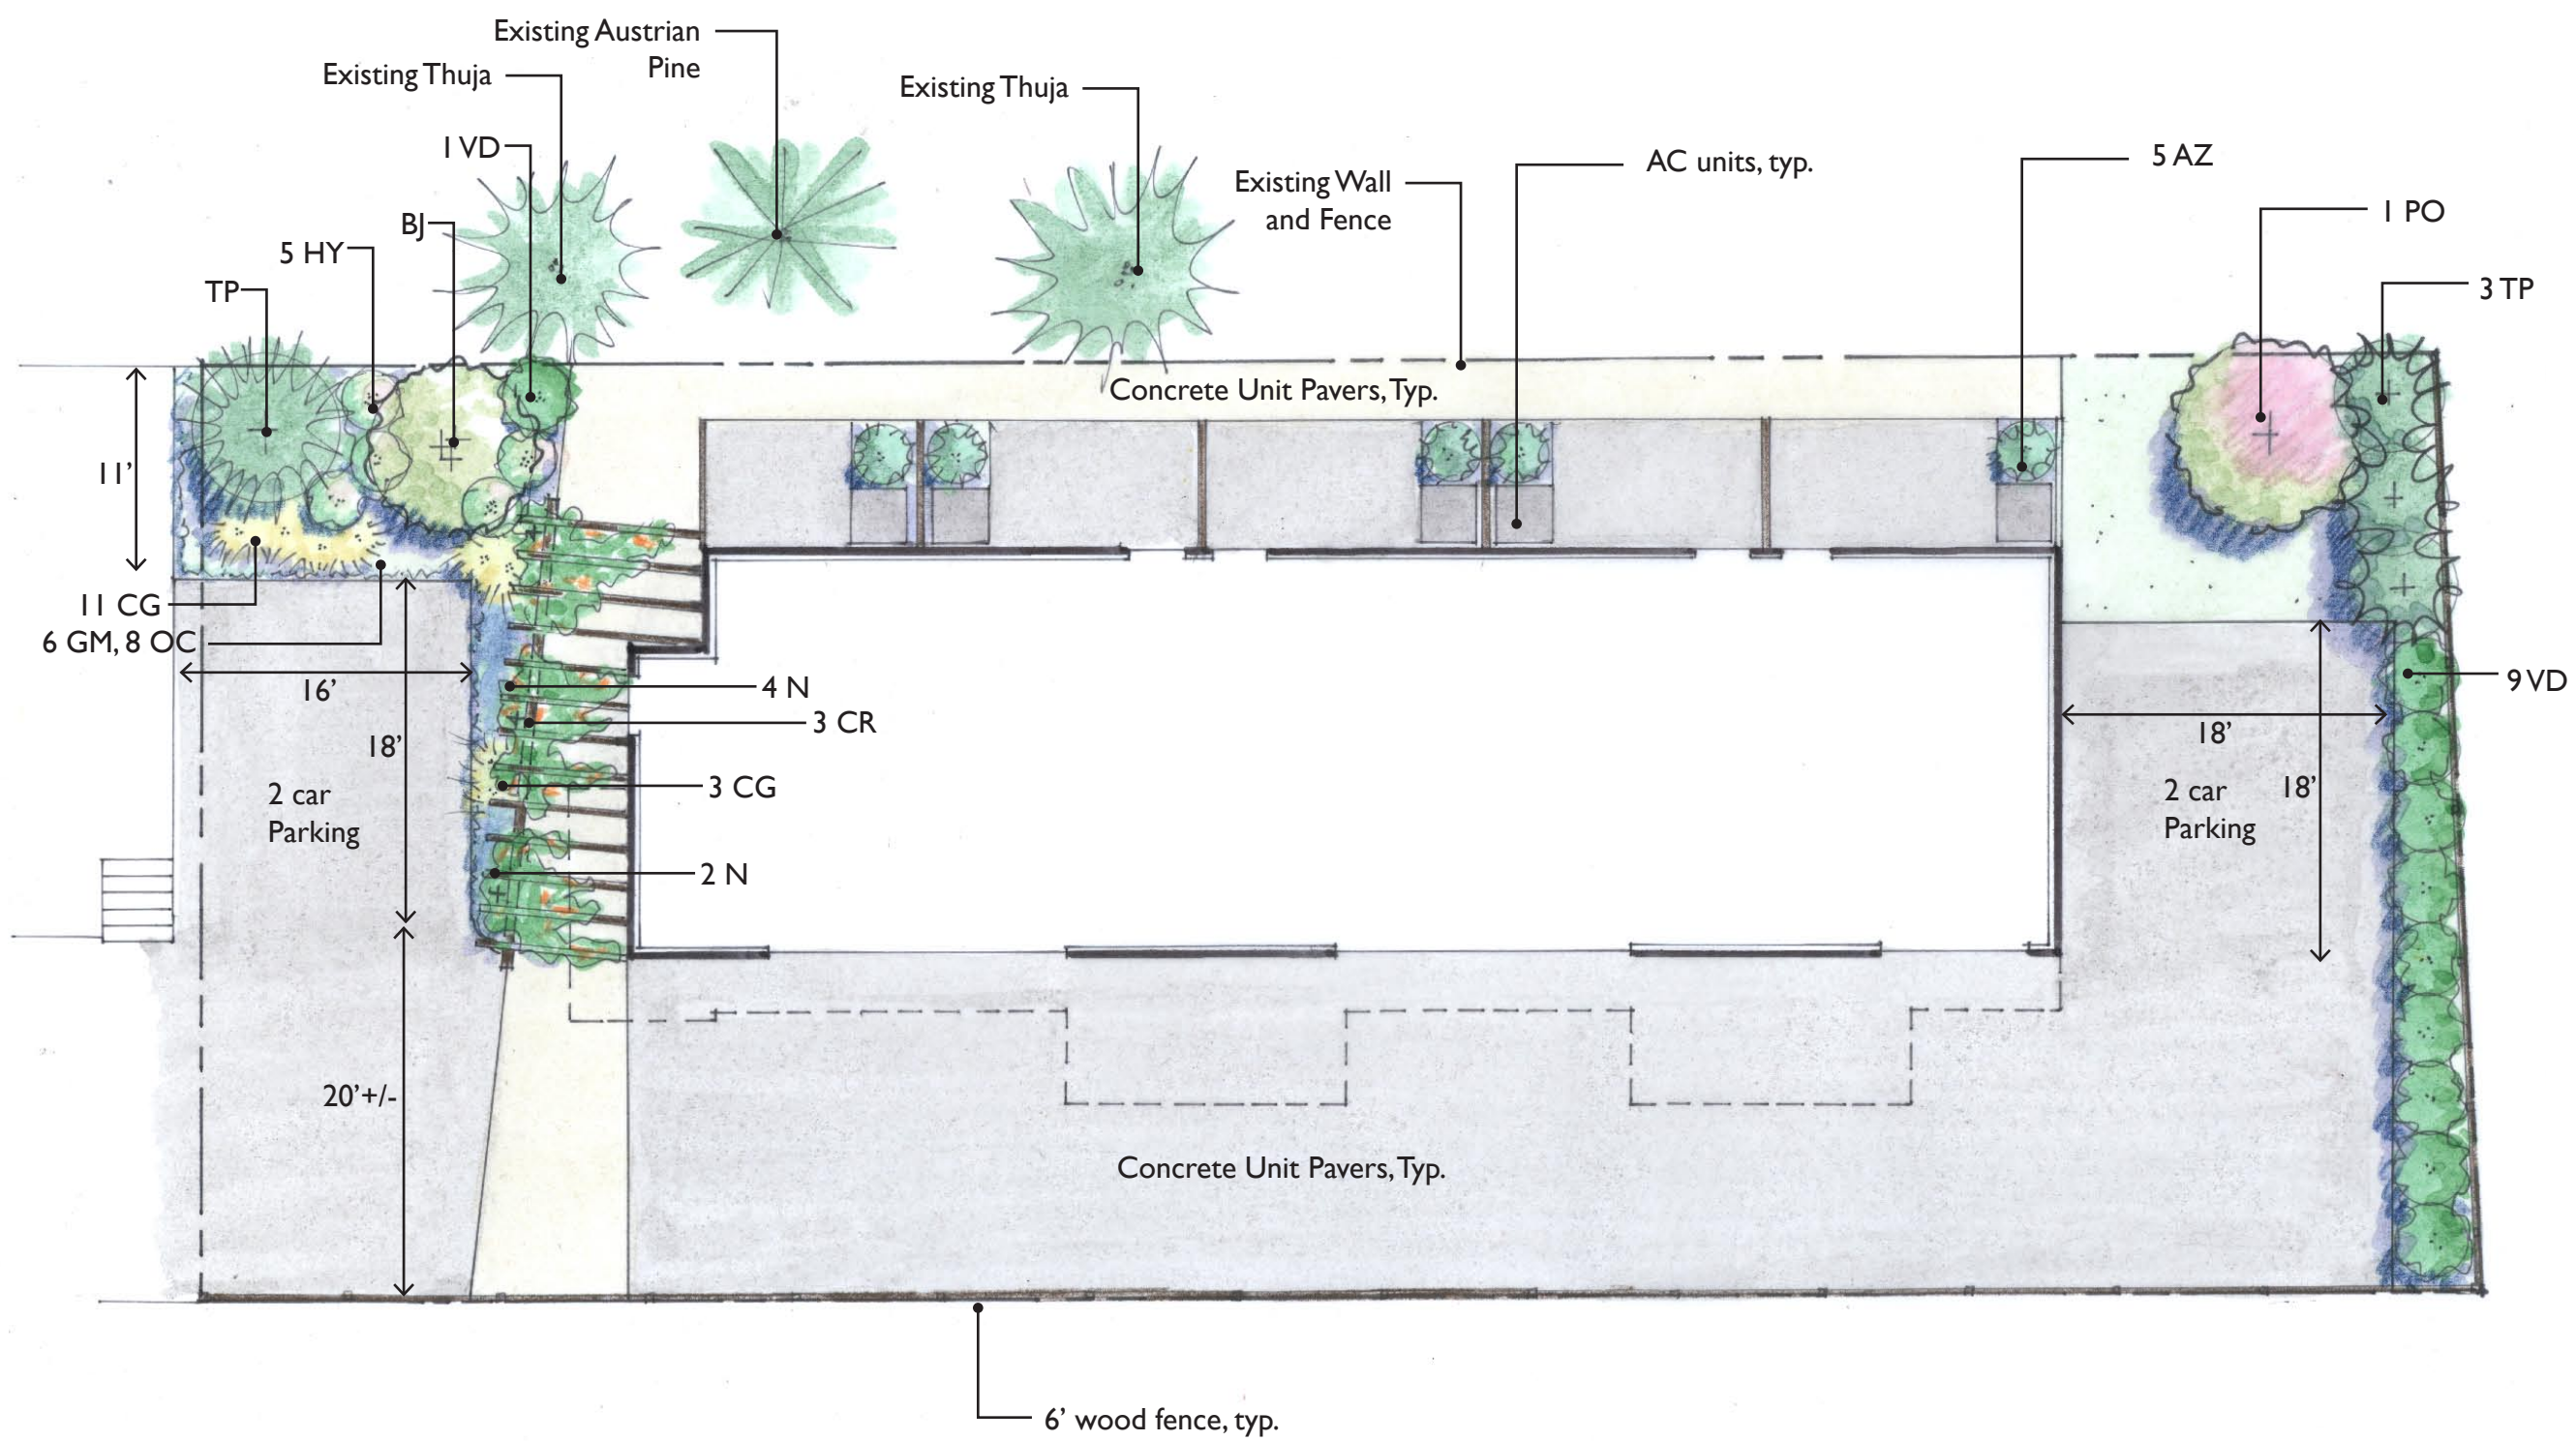 Existing Austrian
Pine
Existing Thuja
Existing Thuja
1 VD
Existing Wall
and Fence
AC units, typ.
5 AZ
1 PO
BJ
5 HY
TP
3 TP
Concrete Unit Pavers, Typ.
11'
11 CG
6 GM, 8 OC
16'
4 N
9 VD
3 CR
18'
18'
3 CG
18'
2 car
Parking
2 car
Parking
2 N
20'+/-
Concrete Unit Pavers, Typ.
6' wood fence, typ.